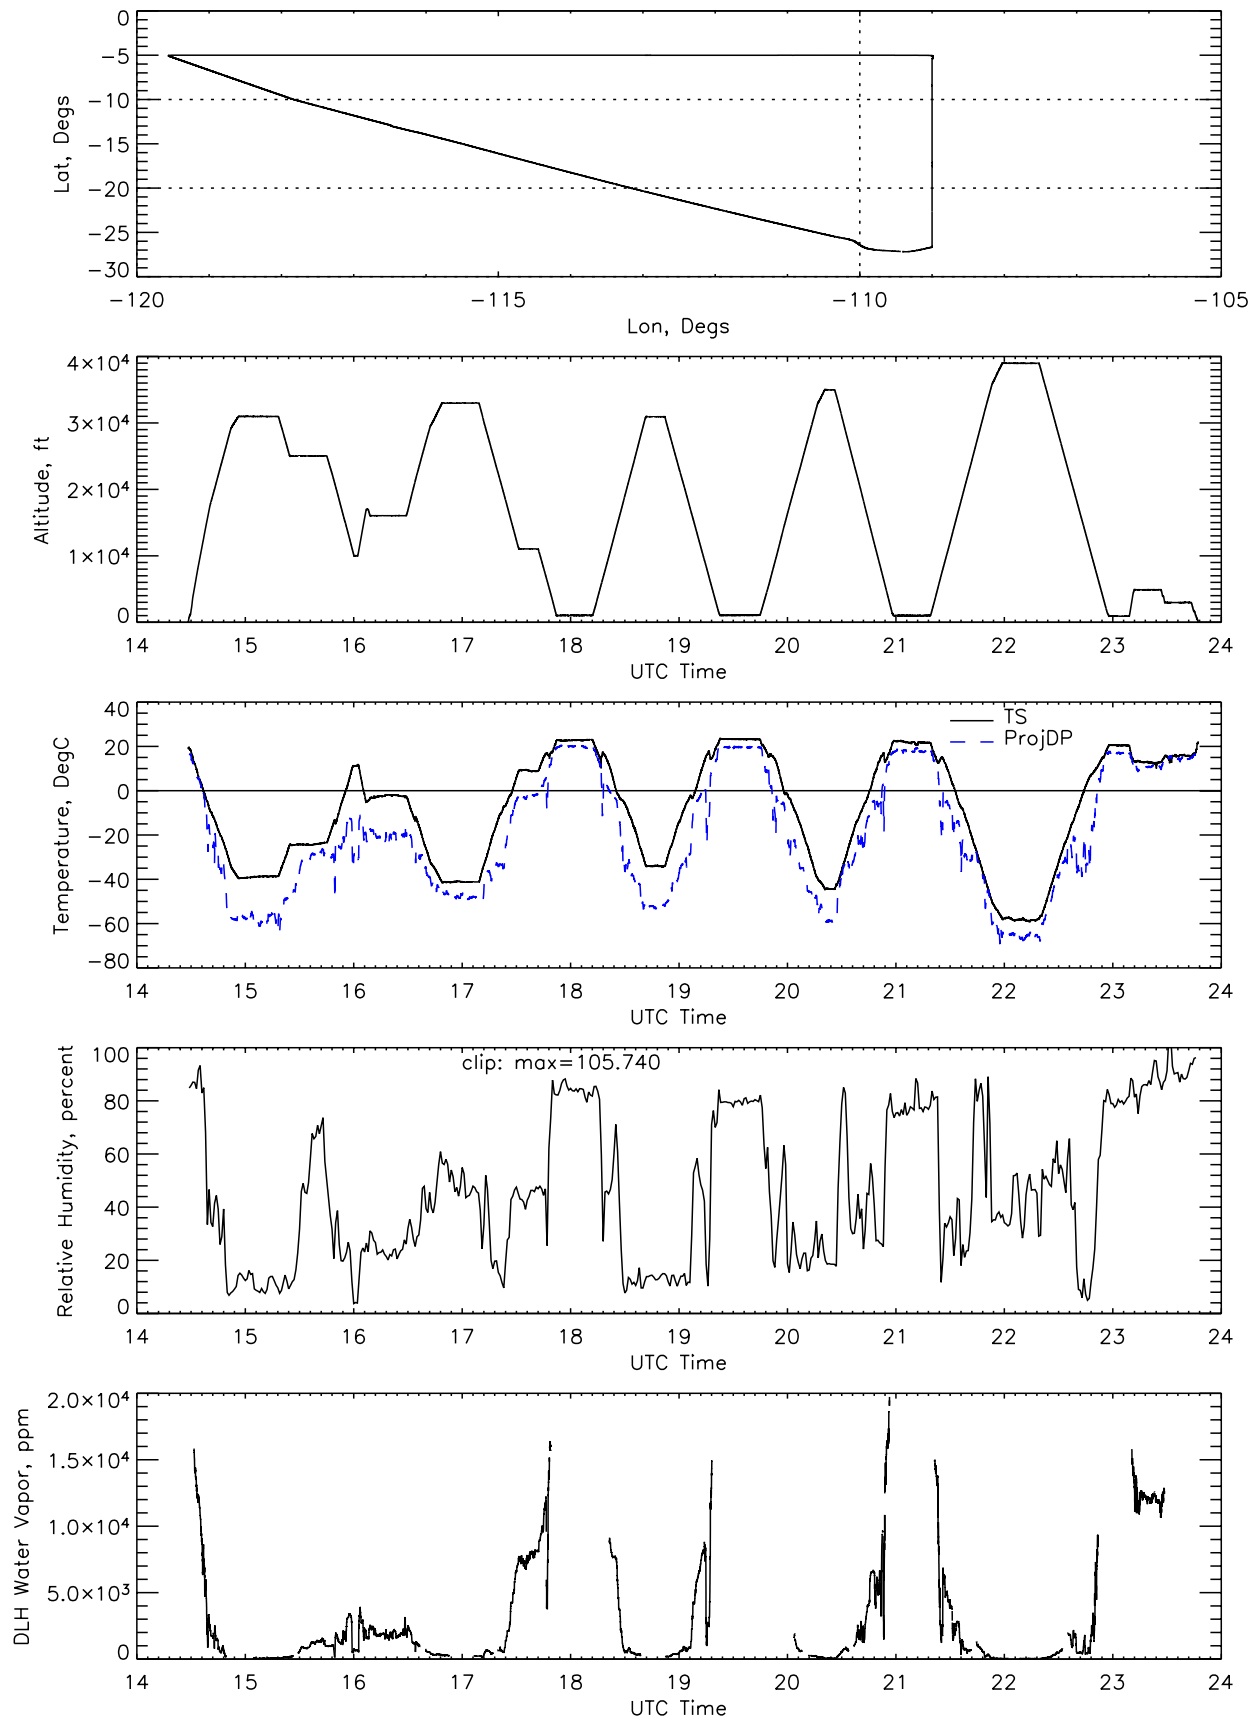 0
−5
−10
−15
−20
−25
−30
Lat, Degs
−120 −115 −110 −105
Lon, Degs
4×10⁴
3×10⁴
2×10⁴
1×10⁴
0
Altitude, ft
14 15 16 17 18 19 20 21 22 23 24
UTC Time
40
20
0
−20
−40
−60
−80
Temperature, DegC
TS
ProjDP
14 15 16 17 18 19 20 21 22 23 24
UTC Time
100
80
60
40
20
0
Relative Humidity, percent
clip: max=105.740
14 15 16 17 18 19 20 21 22 23 24
UTC Time
2.0×10⁴
1.5×10⁴
1.0×10⁴
5.0×10³
0
DLH Water Vapor, ppm
14 15 16 17 18 19 20 21 22 23 24
UTC Time